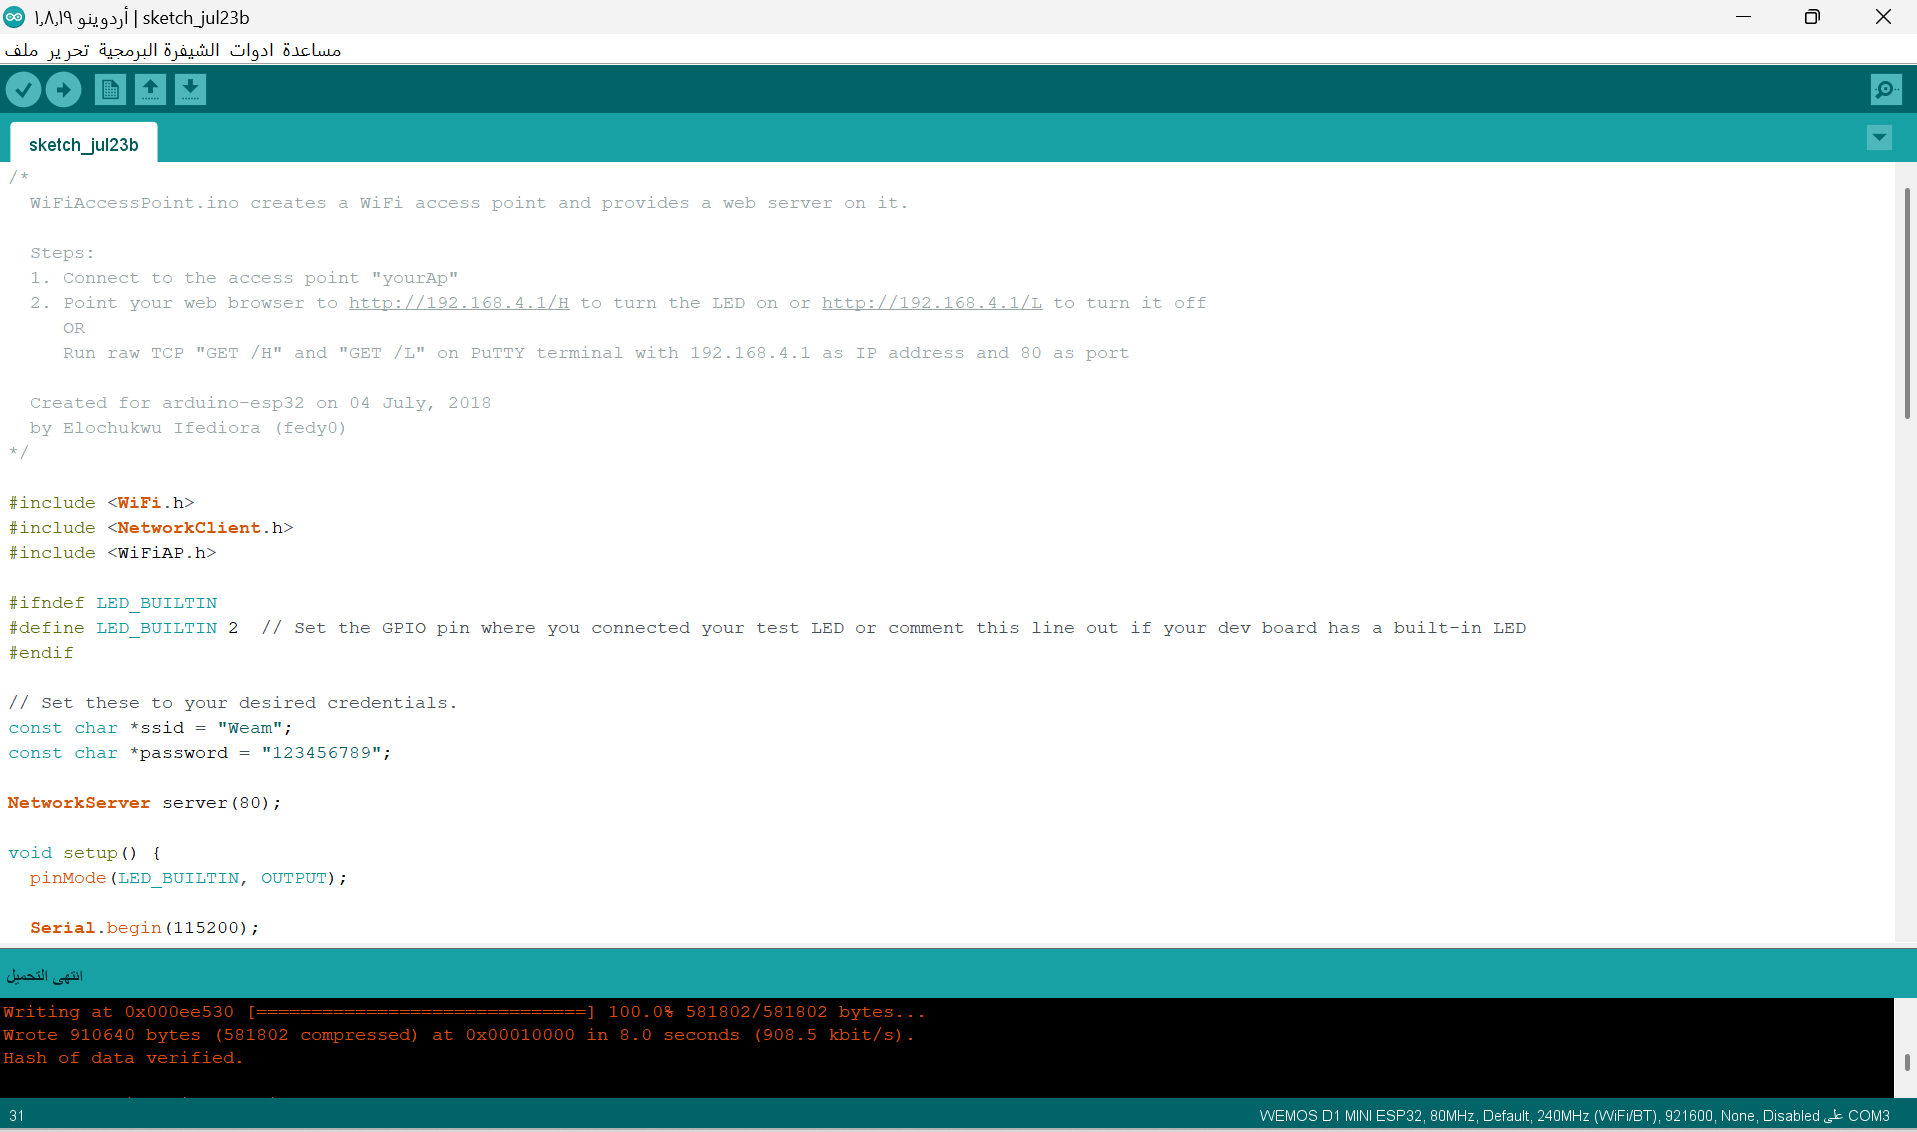 sketch_jul23b | أردوينو ١,٨,١٩
ملف تحرير الشيفرة البرمجية ادوات مساعدة
sketch_jul23b
/*
  WiFiAccessPoint.ino creates a WiFi access point and provides a web server on it.
  Steps:
  1. Connect to the access point "yourAp"
  2. Point your web browser to http://192.168.4.1/H to turn the LED on or http://192.168.4.1/L to turn it off
     OR
     Run raw TCP "GET /H" and "GET /L" on PuTTY terminal with 192.168.4.1 as IP address and 80 as port
  Created for arduino-esp32 on 04 July, 2018
  by Elochukwu Ifediora (fedy0)
*/
#include <WiFi.h>
#include <NetworkClient.h>
#include <WiFiAP.h>
#ifndef LED_BUILTIN
#define LED_BUILTIN 2  // Set the GPIO pin where you connected your test LED or comment this line out if your dev board has a built-in LED
#endif
// Set these to your desired credentials.
const char *ssid = "Weam";
const char *password = "123456789";
NetworkServer server(80);
void setup() {
  pinMode(LED_BUILTIN, OUTPUT);
  Serial.begin(115200);
انتهى التحميل
Writing at 0x000ee530 [==============================] 100.0% 581802/581802 bytes...
Wrote 910640 bytes (581802 compressed) at 0x00010000 in 8.0 seconds (908.5 kbit/s).
Hash of data verified.
31
WEMOS D1 MINI ESP32, 80MHz, Default, 240MHz (WiFi/BT), 921600, None, Disabled على COM3